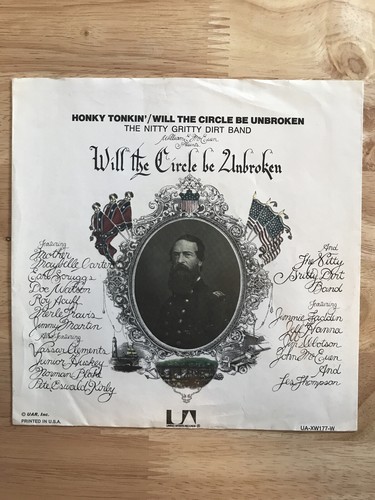 HONKY TONKIN'/WILL THE CIRCLE BE UNBROKEN
THE NITTY GRITTY DIRT BAND
William E. McEuen
Presents
Will the Circle be Unbroken
Featuring
Mother
Maybelle Carter
Earl Scruggs
Doc Watson
Roy Acuff
Merle Travis
Jimmy Martin
Also featuring
Vassar Clements
Junior Huskey
Norman Blake
Pete Oswald Kirby
And
The Nitty
Gritty Dirt
Band
Featuring
Jimmie Fadden
Jeff Hanna
Jim Ibbotson
John McEuen
And
Les Thompson
© UAR, Inc.
PRINTED IN U.S.A.
UA
UA-XW177-W